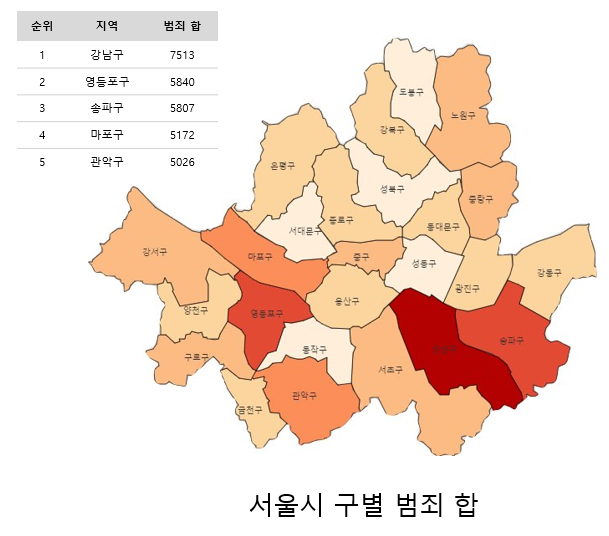 순위 지역 범죄 합
1 강남구 7513
2 영등포구 5840
3 송파구 5807
4 마포구 5172
5 관악구 5026
도봉구
노원구
강북구
은평구
성북구
중랑구
종로구
동대문구
서대문구
강서구
마포구
중구
성동구
강동구
광진구
용산구
양천구
영등포구
송파구
동작구
구로구
서초구
관악구
금천구
서울시 구별 범죄 합